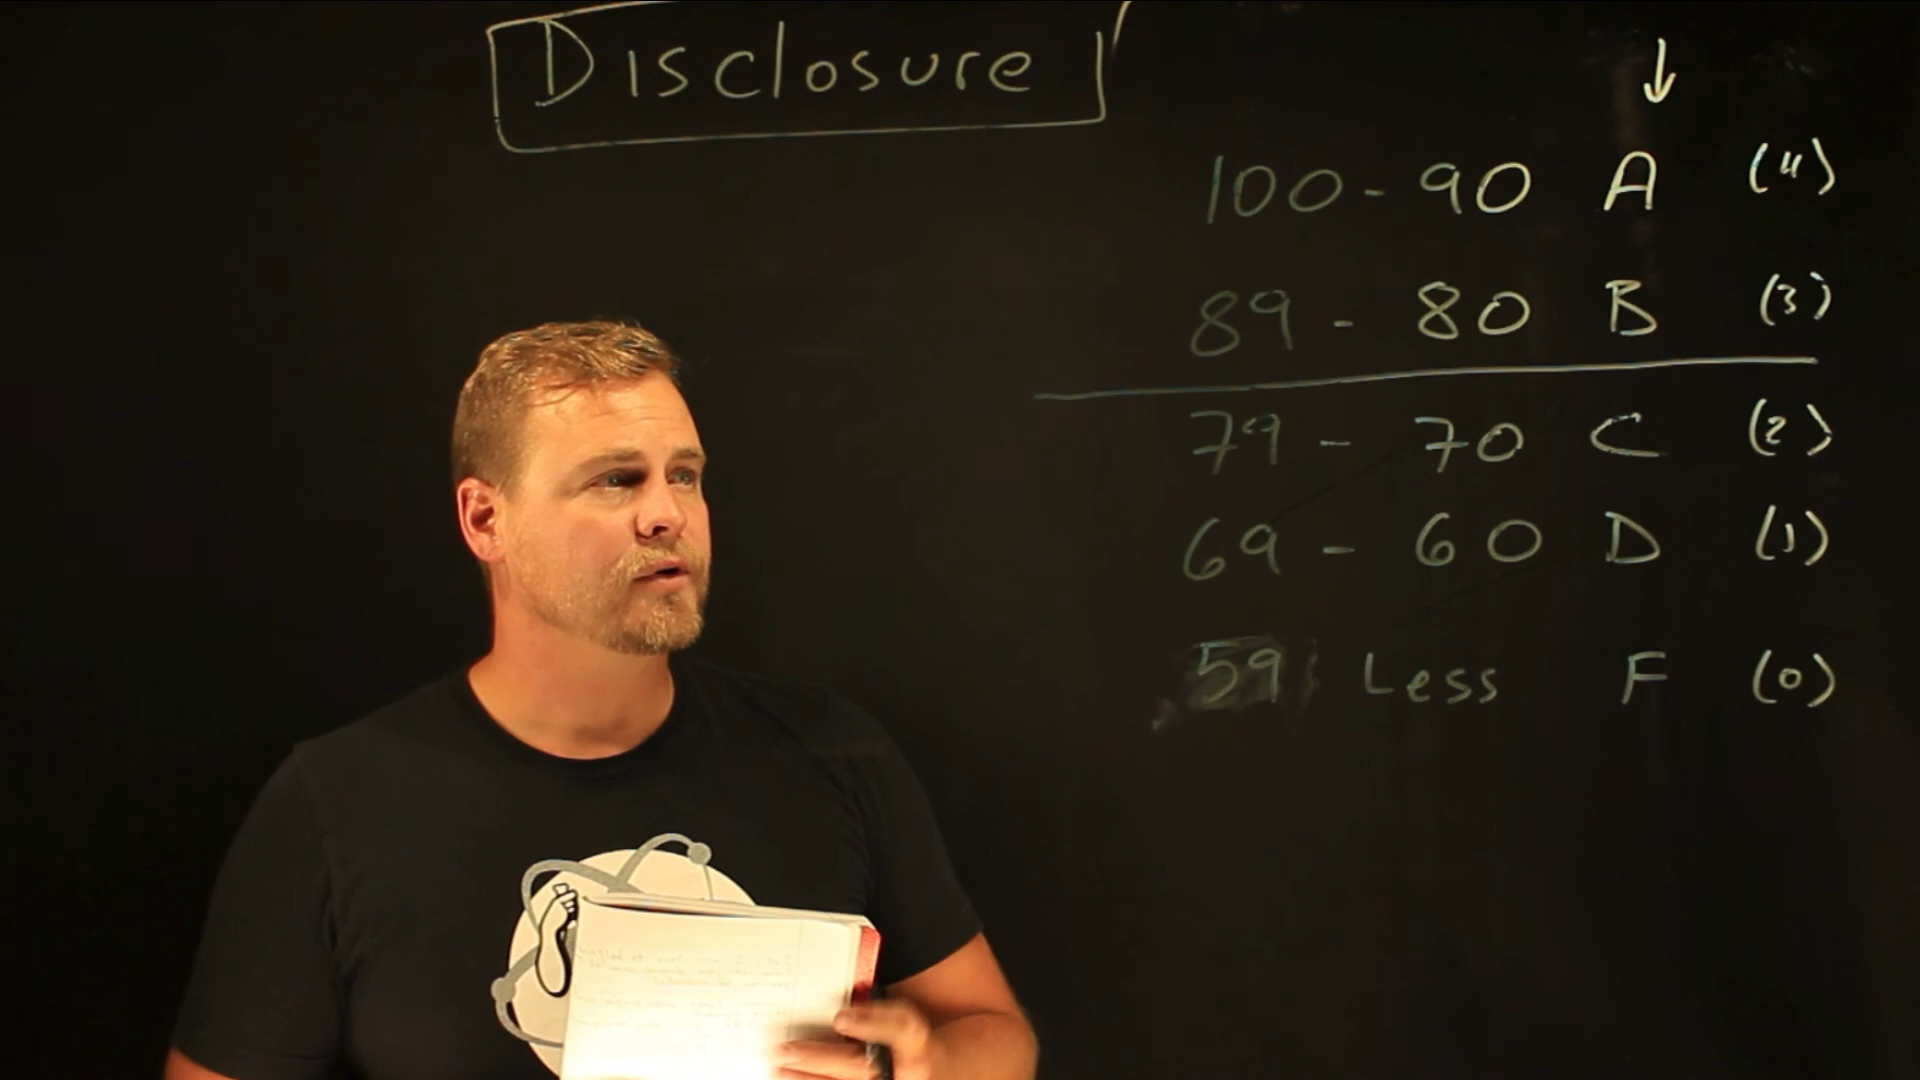 Disclosure
100 - 90 A (4)
89 - 80 B (3)
79 - 70 C (2)
69 - 60 D (1)
59 Less F (0)